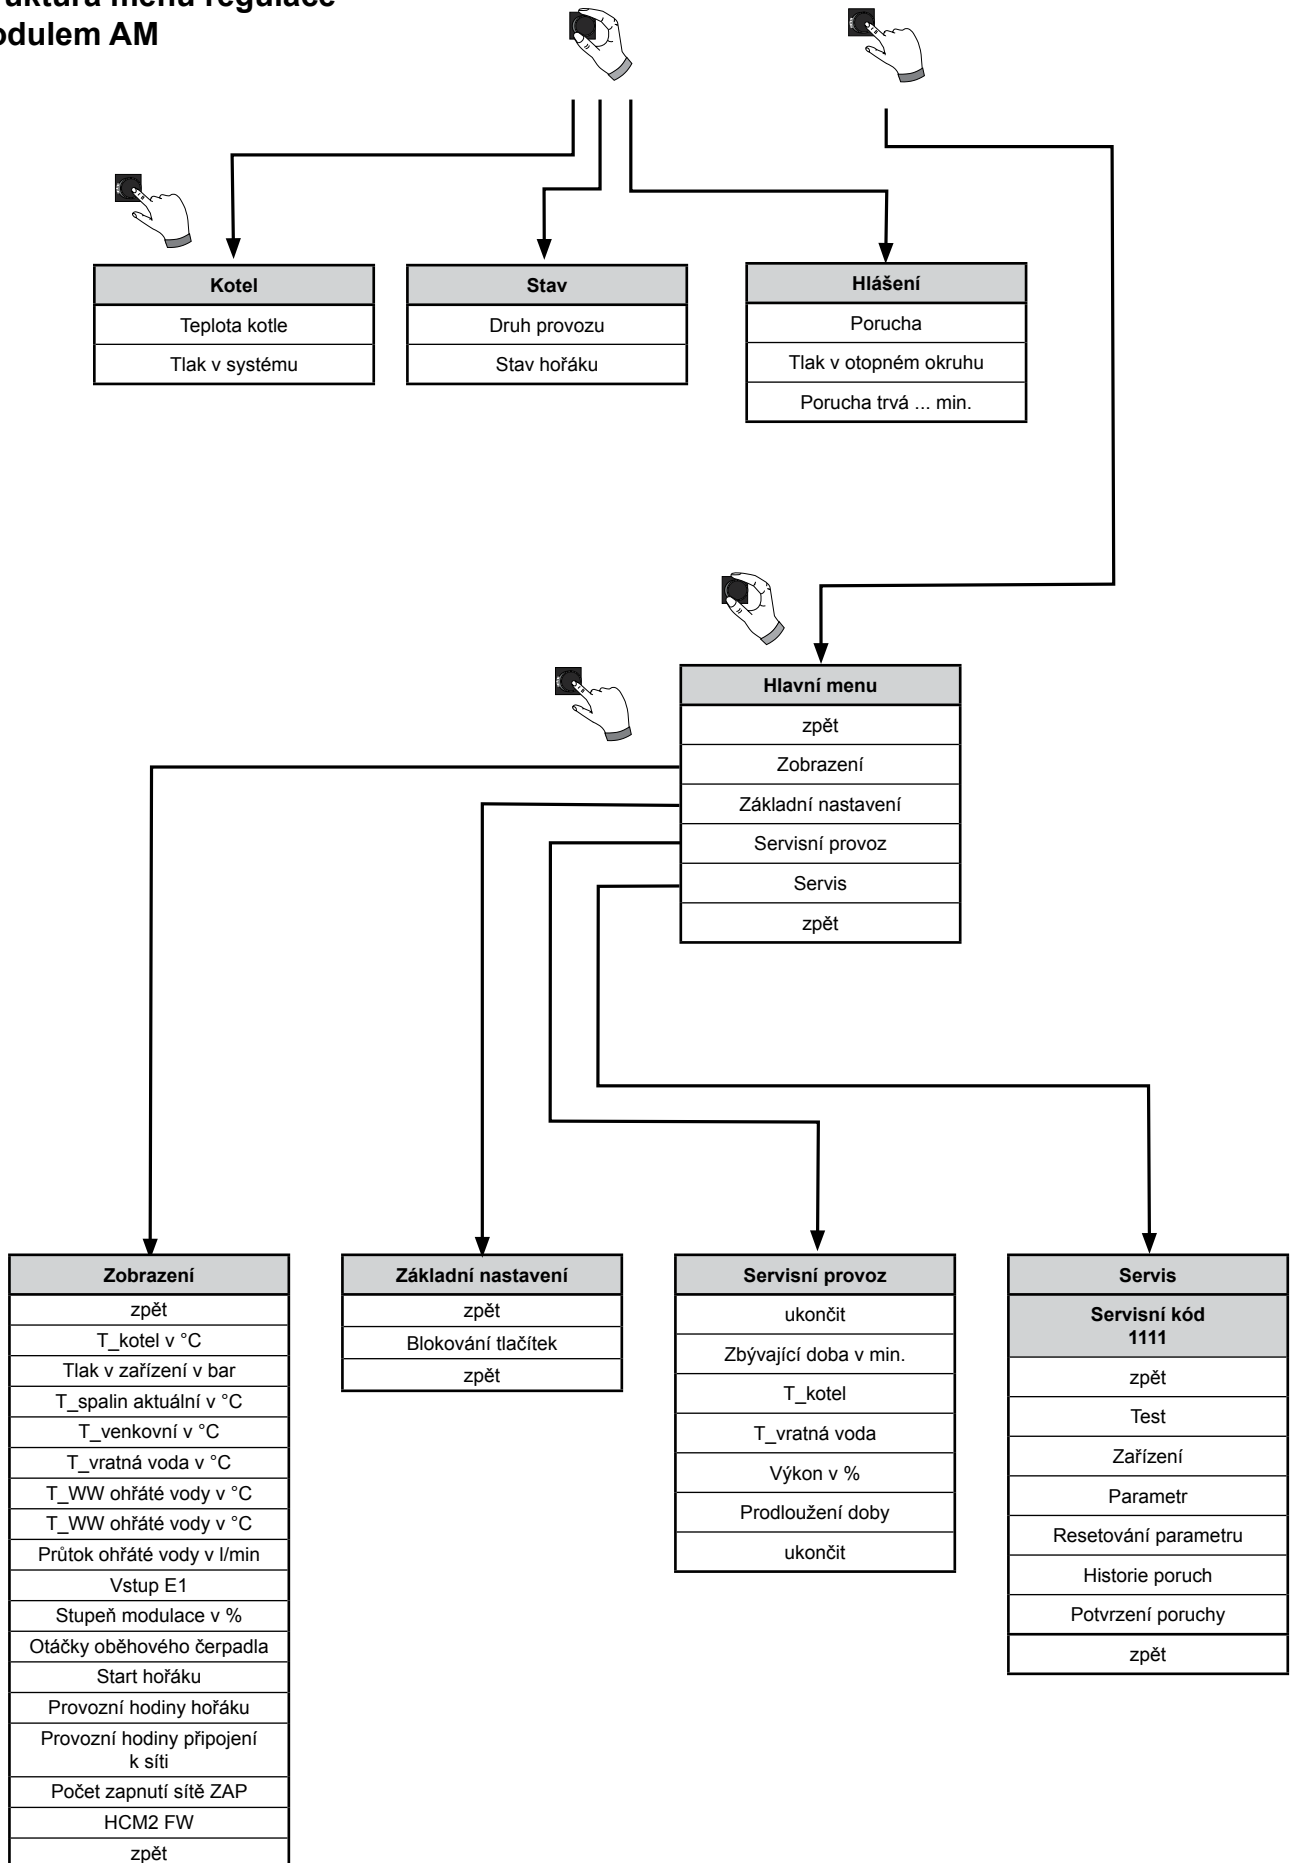 menu regulace
AM
Kotel
Teplota kotle
Tlak v systému
Stav
Druh provozu
Stav hořáku
Hlášení
Porucha
Tlak v otopném okruhu
Porucha trvá ... min.
Hlavní menu
zpět
Zobrazení
Základní nastavení
Servisní provoz
Servis
zpět
Zobrazení
zpět
T_kotel v °C
Tlak v zařízení v bar
T_spalin aktuální v °C
T_venkovní v °C
T_vratná voda v °C
T_WW ohřáté vody v °C
T_WW ohřáté vody v °C
Průtok ohřáté vody v l/min
Vstup E1
Stupeň modulace v %
Otáčky oběhového čerpadla
Start hořáku
Provozní hodiny hořáku
Provozní hodiny připojení
k síti
Počet zapnutí sítě ZAP
HCM2 FW
zpět
Základní nastavení
zpět
Blokování tlačítek
zpět
Servisní provoz
ukončit
Zbývající doba v min.
T_kotel
T_vratná voda
Výkon v %
Prodloužení doby
ukončit
Servis
Servisní kód
1111
zpět
Test
Zařízení
Parametr
Resetování parametru
Historie poruch
Potvrzení poruchy
zpět